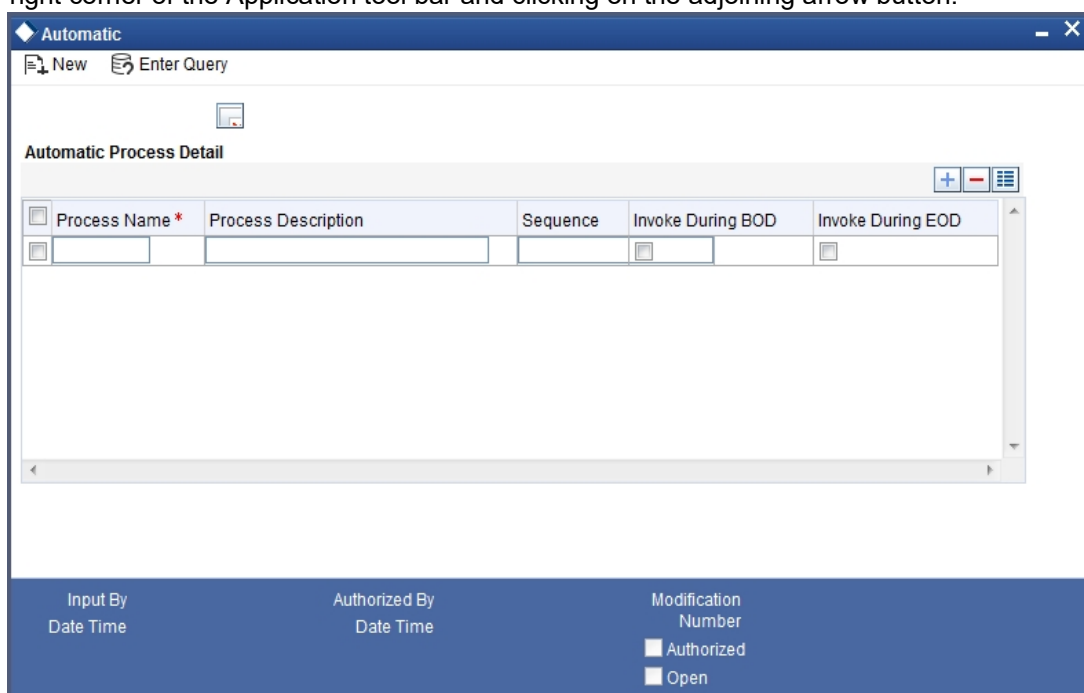 right corner of the Application tool bar and clicking on the adjoining arrow button.
Automatic
New Enter Query
Automatic Process Detail
Process Name * Process Description Sequence Invoke During BOD Invoke During EOD
Input By Authorized By Modification
Number
Date Time Date Time
Authorized
Open